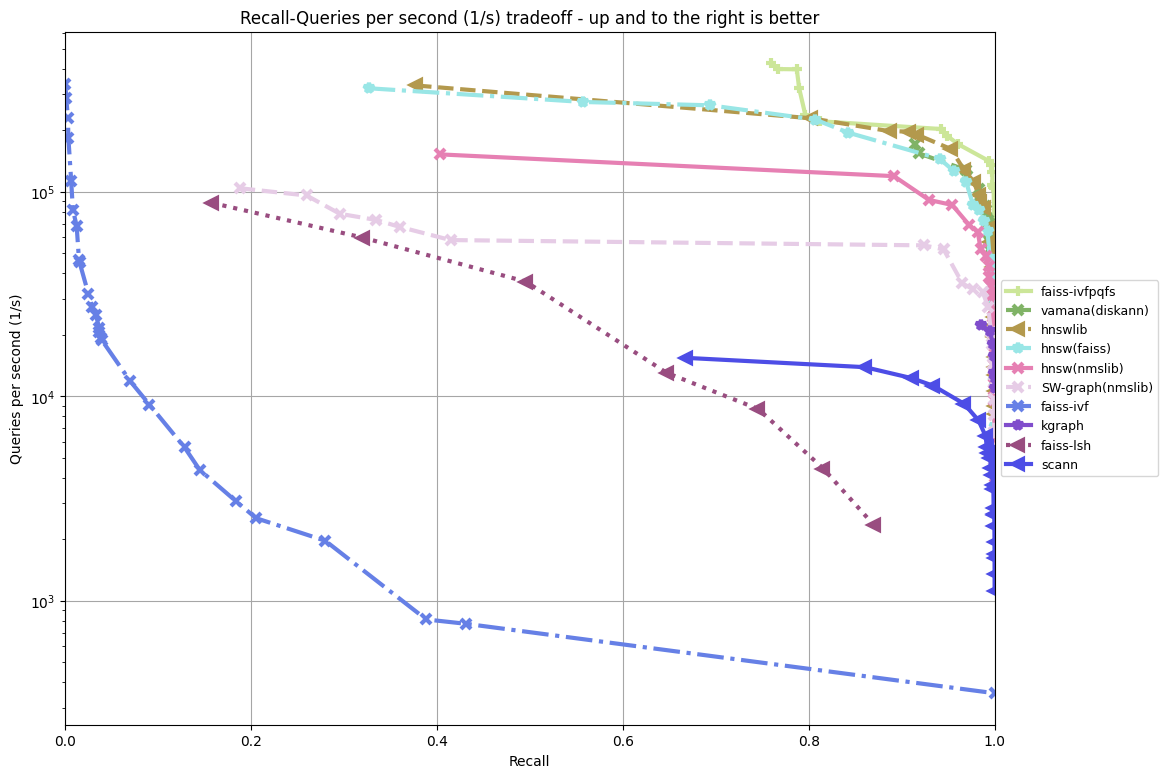 Recall-Queries per second (1/s) tradeoff - up and to the right is better
Queries per second (1/s)
10^5
10^4
10^3
0.0 0.2 0.4 0.6 0.8 1.0
Recall
faiss-ivfpqfs
vamana(diskann)
hnswlib
hnsw(faiss)
hnsw(nmslib)
SW-graph(nmslib)
faiss-ivf
kgraph
faiss-lsh
scann